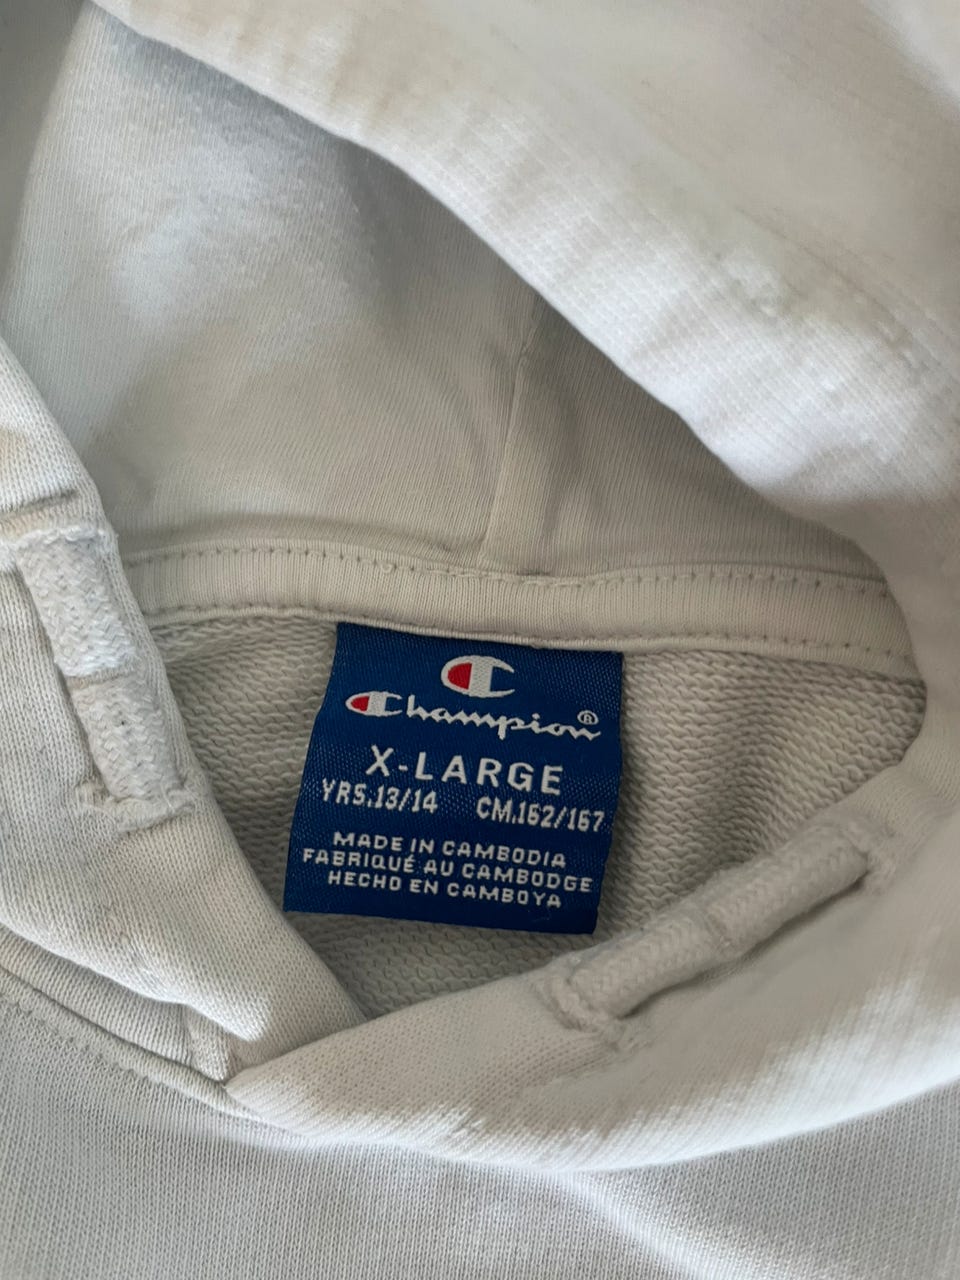 Champion®
X-LARGE
YRS.13/14 CM.162/167
MADE IN CAMBODIA
FABRIQUÉ AU CAMBODGE
HECHO EN CAMBOYA